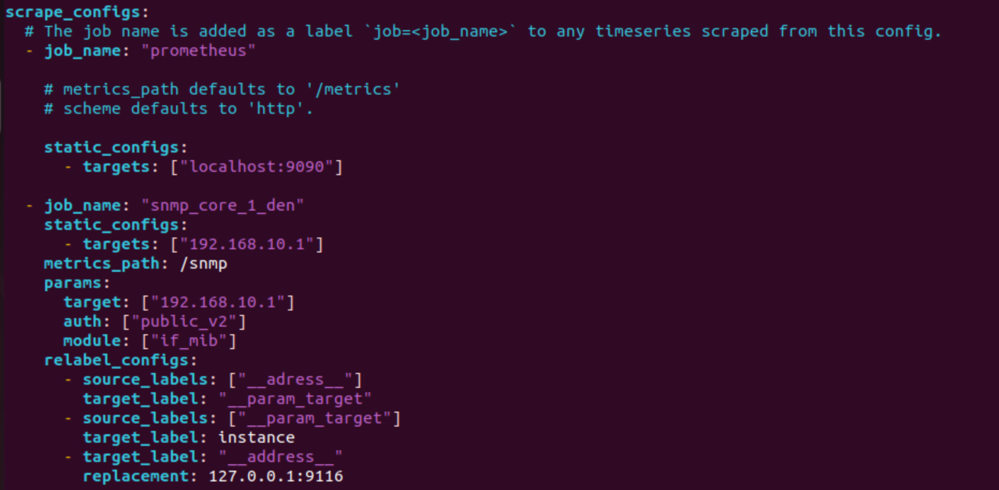 scrape_configs:
  # The job name is added as a label `job=<job_name>` to any timeseries scraped from this config.
  - job_name: "prometheus"

    # metrics_path defaults to '/metrics'
    # scheme defaults to 'http'.

    static_configs:
      - targets: ["localhost:9090"]

  - job_name: "snmp_core_1_den"
    static_configs:
      - targets: ["192.168.10.1"]
    metrics_path: /snmp
    params:
      target: ["192.168.10.1"]
      auth: ["public_v2"]
      module: ["if_mib"]
    relabel_configs:
      - source_labels: ["__adress__"]
        target_label: "__param_target"
      - source_labels: ["__param_target"]
        target_label: instance
      - target_label: "__address__"
        replacement: 127.0.0.1:9116